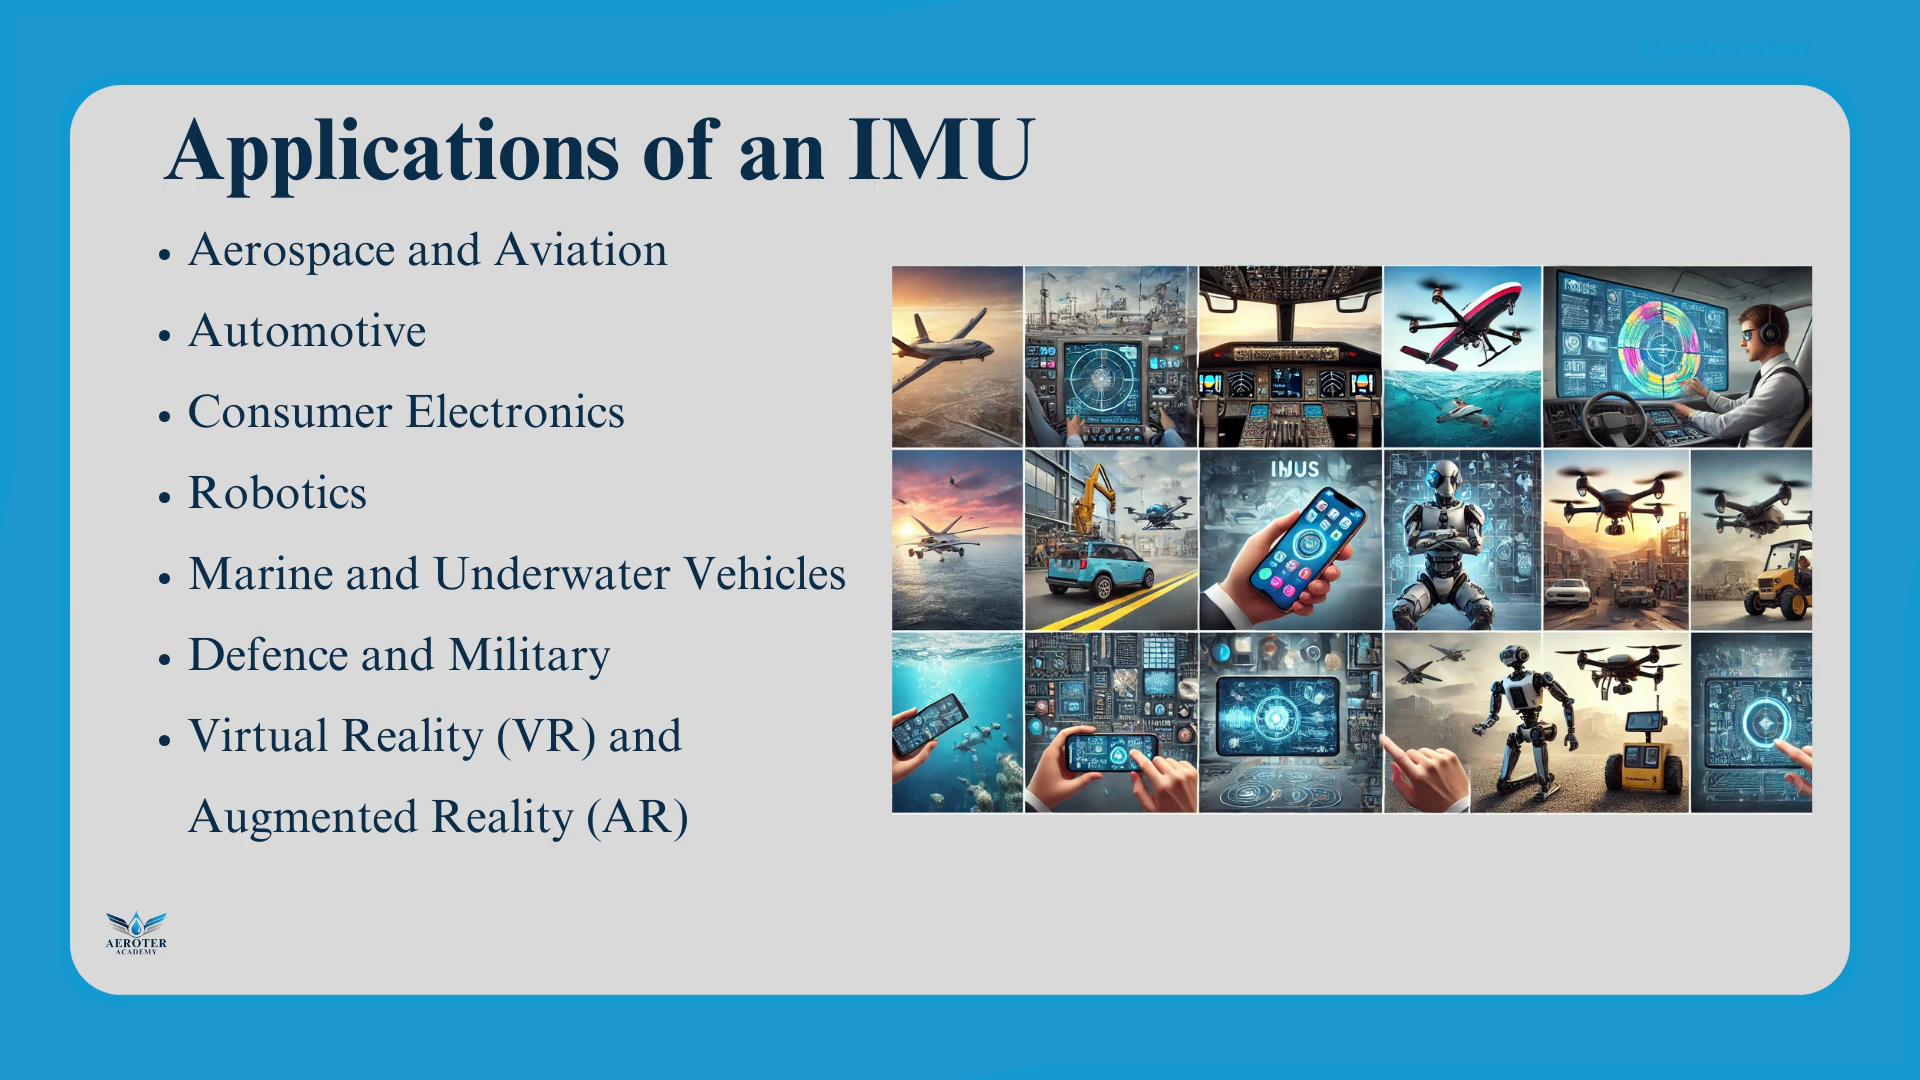 Applications of an IMU
• Aerospace and Aviation
• Automotive
• Consumer Electronics
• Robotics
• Marine and Underwater Vehicles
• Defence and Military
• Virtual Reality (VR) and
Augmented Reality (AR)
AEROTER
ACADEMY